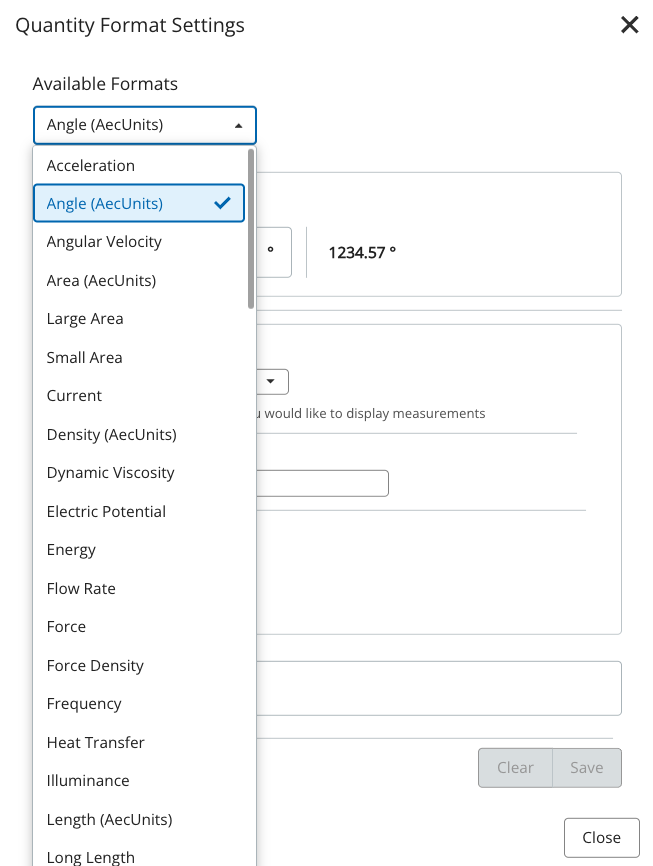 Quantity Format Settings
Available Formats
Angle (AecUnits)
Acceleration
Angle (AecUnits)
Angular Velocity
° 1234.57 °
Area (AecUnits)
Large Area
Small Area
Current
would like to display measurements
Density (AecUnits)
Dynamic Viscosity
Electric Potential
Energy
Flow Rate
Force
Force Density
Frequency
Heat Transfer
Clear Save
Illuminance
Length (AecUnits)
Close
Long Length